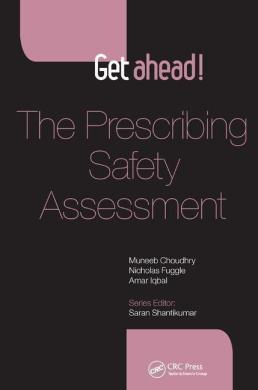 Get ahead!
The Prescribing
Safety
Assessment
Muneeb Choudhry
Nicholas Fuggle
Amar Iqbal
Series Editor:
Saran Shantikumar
CRC Press
Taylor & Francis Group